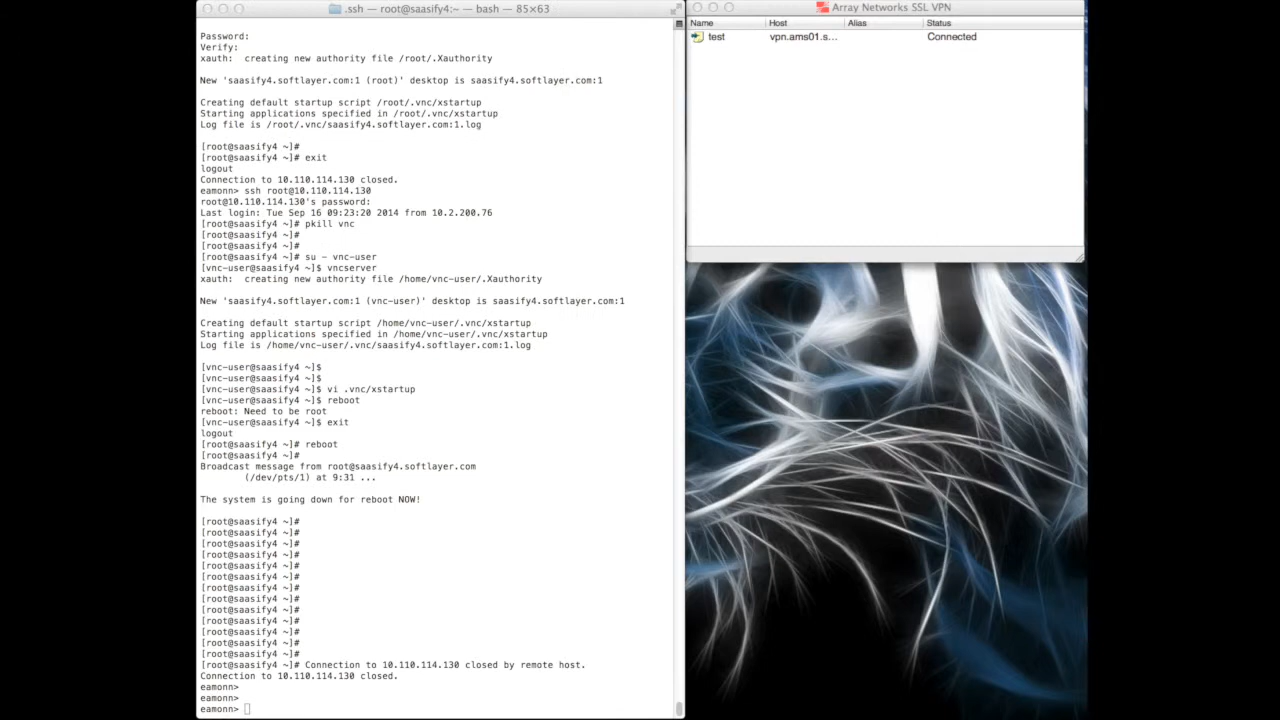 .ssh — root@saasify4:~ — bash — 85×63
Password:
Verify:
xauth:  creating new authority file /root/.Xauthority
New 'saasify4.softlayer.com:1 (root)' desktop is saasify4.softlayer.com:1
Creating default startup script /root/.vnc/xstartup
Starting applications specified in /root/.vnc/xstartup
Log file is /root/.vnc/saasify4.softlayer.com:1.log
[root@saasify4 ~]#
[root@saasify4 ~]# exit
logout
Connection to 10.110.114.130 closed.
eamonn> ssh root@10.110.114.130
root@10.110.114.130's password:
Last login: Tue Sep 16 09:23:20 2014 from 10.2.200.76
[root@saasify4 ~]# pkill vnc
[root@saasify4 ~]#
[root@saasify4 ~]#
[root@saasify4 ~]# su - vnc-user
[vnc-user@saasify4 ~]$ vncserver
xauth:  creating new authority file /home/vnc-user/.Xauthority
New 'saasify4.softlayer.com:1 (vnc-user)' desktop is saasify4.softlayer.com:1
Creating default startup script /home/vnc-user/.vnc/xstartup
Starting applications specified in /home/vnc-user/.vnc/xstartup
Log file is /home/vnc-user/.vnc/saasify4.softlayer.com:1.log
[vnc-user@saasify4 ~]$
[vnc-user@saasify4 ~]$
[vnc-user@saasify4 ~]$ vi .vnc/xstartup
[vnc-user@saasify4 ~]$ reboot
reboot: Need to be root
[vnc-user@saasify4 ~]$ exit
logout
[root@saasify4 ~]# reboot
[root@saasify4 ~]#
Broadcast message from root@saasify4.softlayer.com
(/dev/pts/1) at 9:31 ...
The system is going down for reboot NOW!
[root@saasify4 ~]#
[root@saasify4 ~]#
[root@saasify4 ~]#
[root@saasify4 ~]#
[root@saasify4 ~]#
[root@saasify4 ~]#
[root@saasify4 ~]#
[root@saasify4 ~]#
[root@saasify4 ~]#
[root@saasify4 ~]#
[root@saasify4 ~]#
[root@saasify4 ~]#
[root@saasify4 ~]#
[root@saasify4 ~]# Connection to 10.110.114.130 closed by remote host.
Connection to 10.110.114.130 closed.
eamonn>
eamonn>
eamonn>
Array Networks SSL VPN
Name Host Alias Status
test vpn.ams01.s... Connected